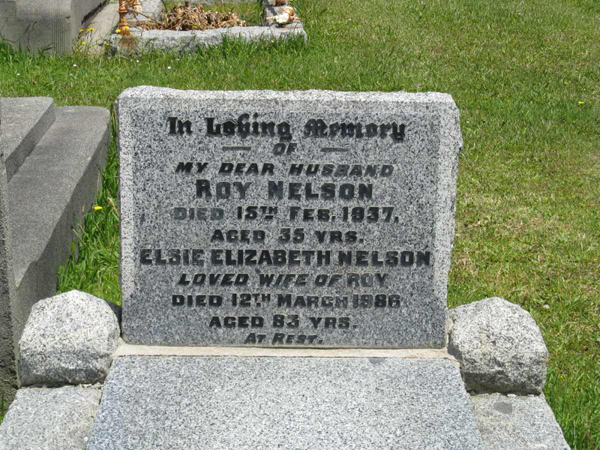 In Loving Memory
— OF —
MY DEAR HUSBAND
ROY NELSON
DIED 15TH FEB. 1937.
AGED 35 YRS.
ELSIE ELIZABETH NELSON
LOVED WIFE OF ROY
DIED 12TH MARCH 1986
AGED 83 YRS.
AT REST.